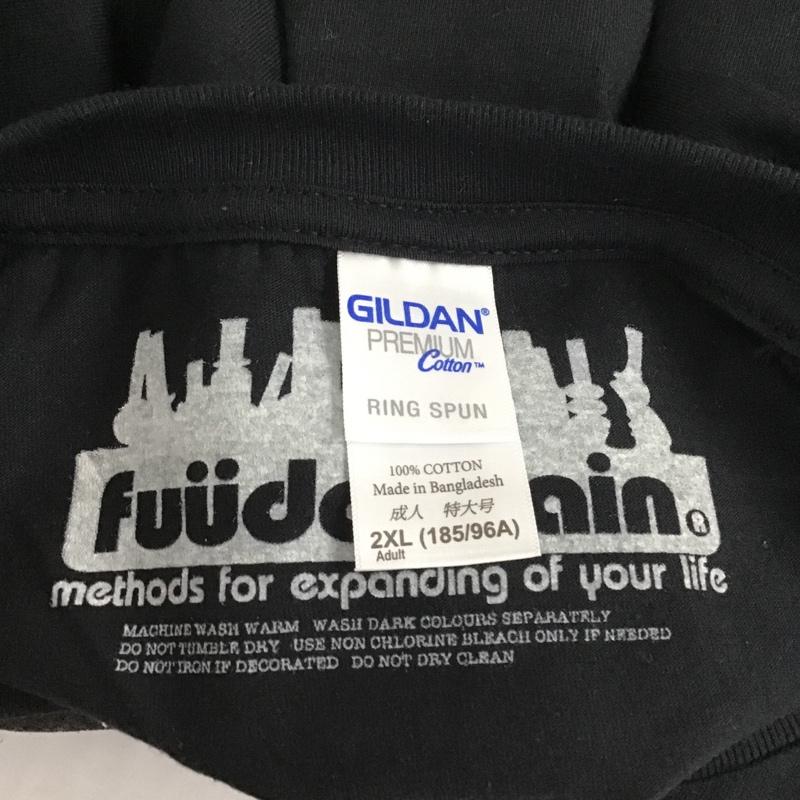 GILDAN®
PREMIUM
Cotton™
RING SPUN
100% COTTON
Made in Bangladesh
成人 特大号
2XL (185/96A)
Adult
methods for expanding of your life
MACHINE WASH WARM WASH DARK COLOURS SEPARATELY
DO NOT TUMBLE DRY USE NON CHLORINE BLEACH ONLY IF NEEDED
DO NOT IRON IF DECORATED DO NOT DRY CLEAN